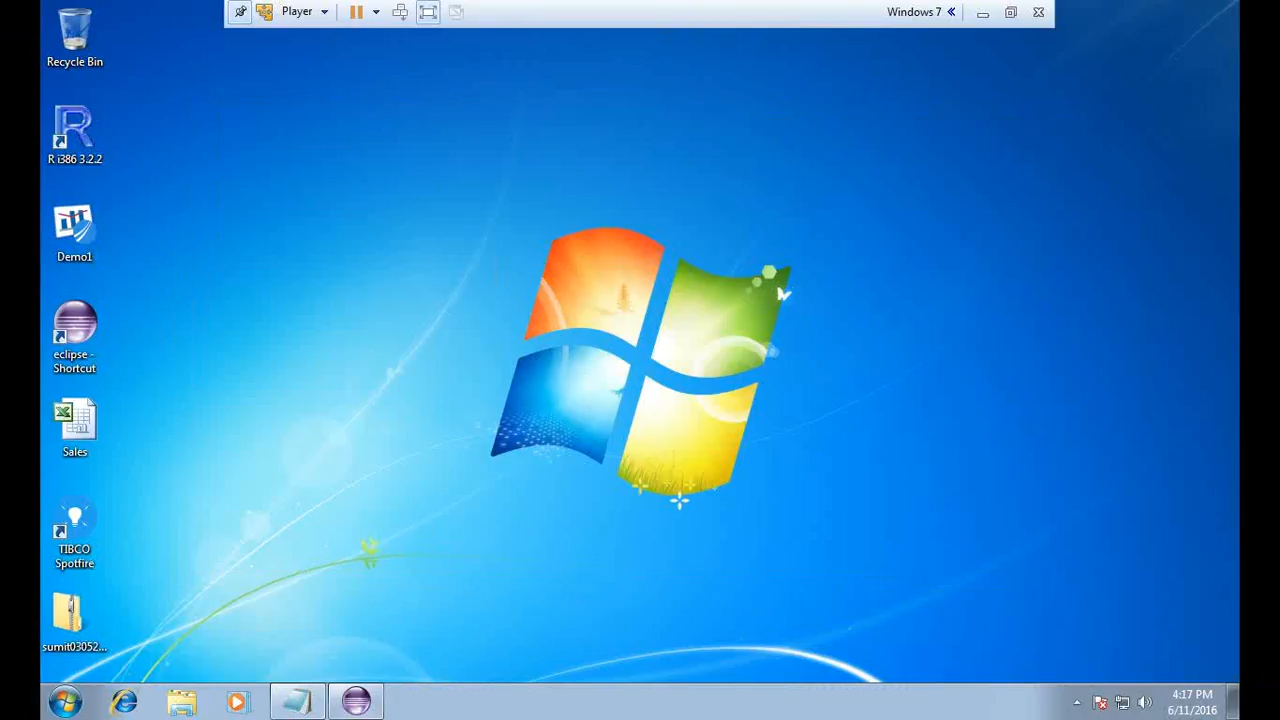 Player
Windows 7
Recycle Bin
R i386 3.2.2
Demo1
eclipse -
Shortcut
Sales
TIBCO
Spotfire
sumit03052...
4:17 PM
6/11/2016